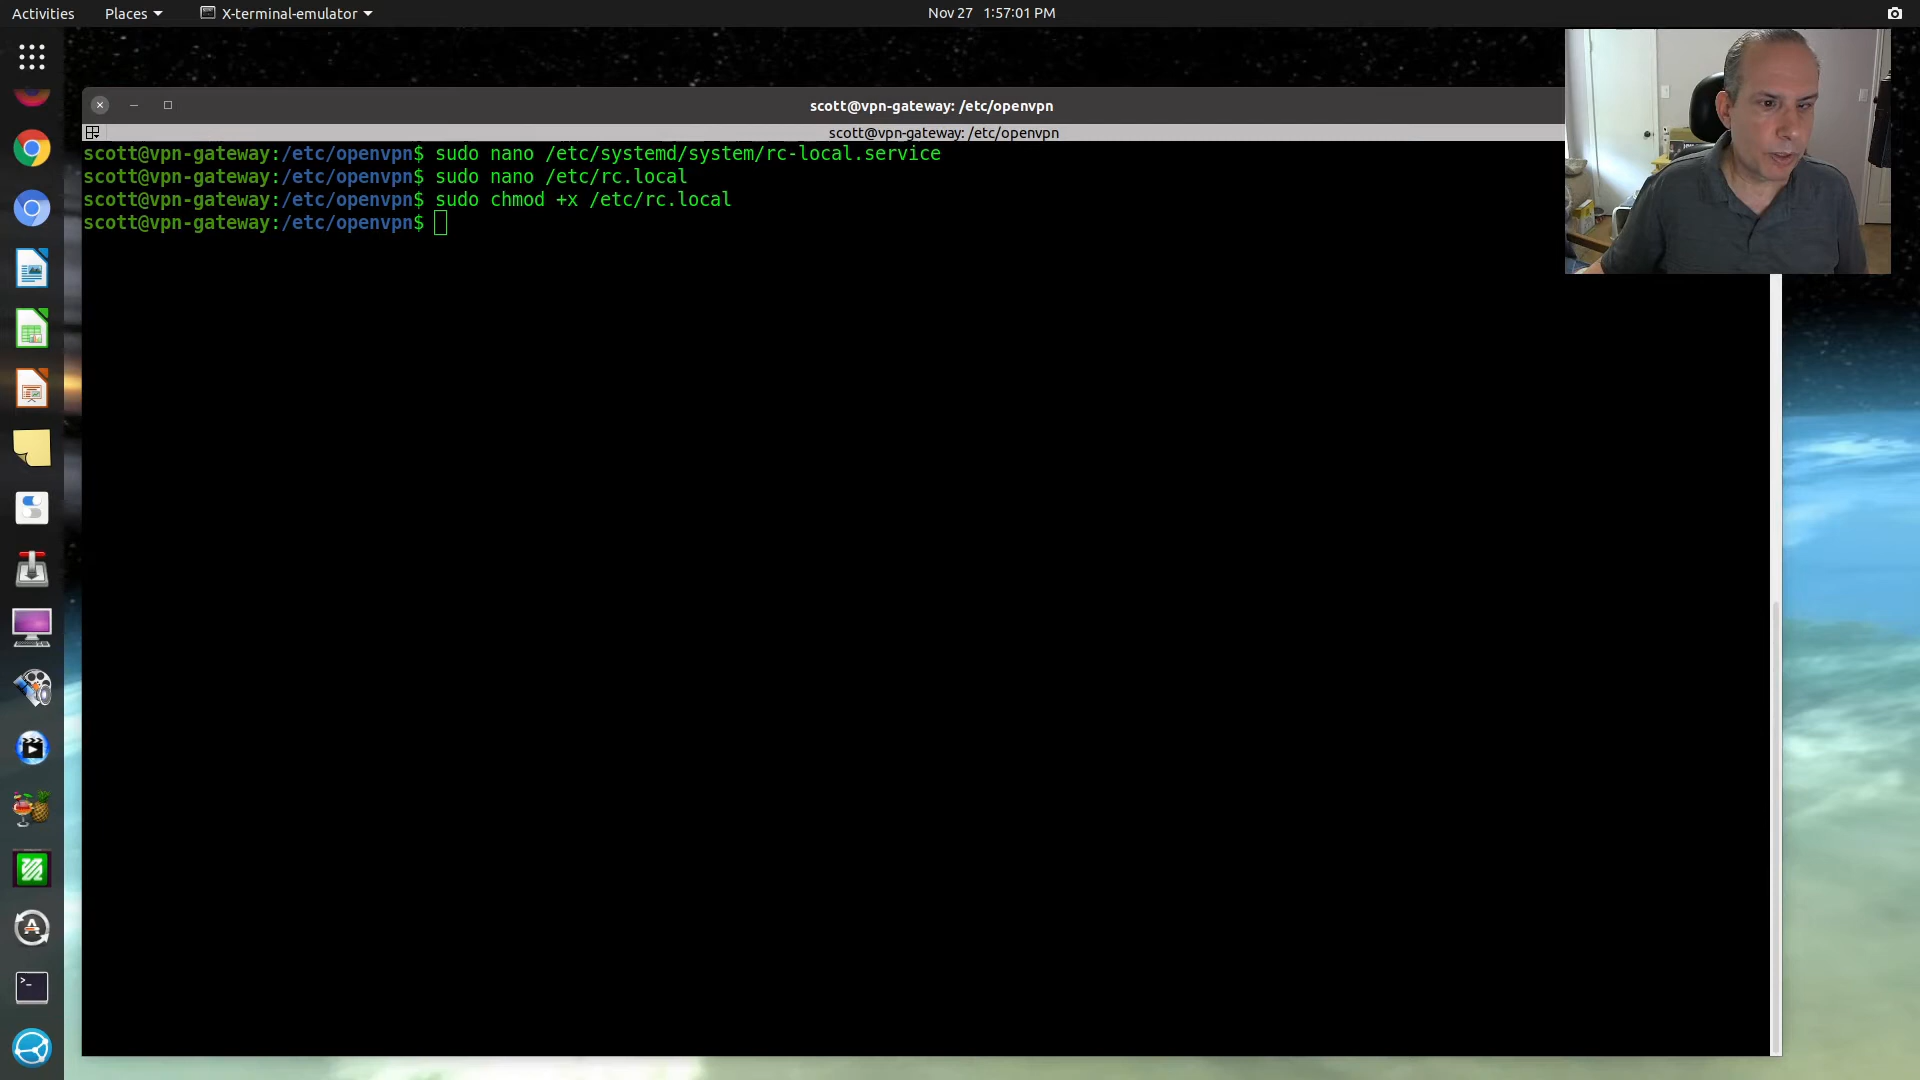 Activities Places X-terminal-emulator Nov 27 1:57:01 PM
scott@vpn-gateway: /etc/openvpn
scott@vpn-gateway: /etc/openvpn
scott@vpn-gateway:/etc/openvpn$ sudo nano /etc/systemd/system/rc-local.service
scott@vpn-gateway:/etc/openvpn$ sudo nano /etc/rc.local
scott@vpn-gateway:/etc/openvpn$ sudo chmod +x /etc/rc.local
scott@vpn-gateway:/etc/openvpn$